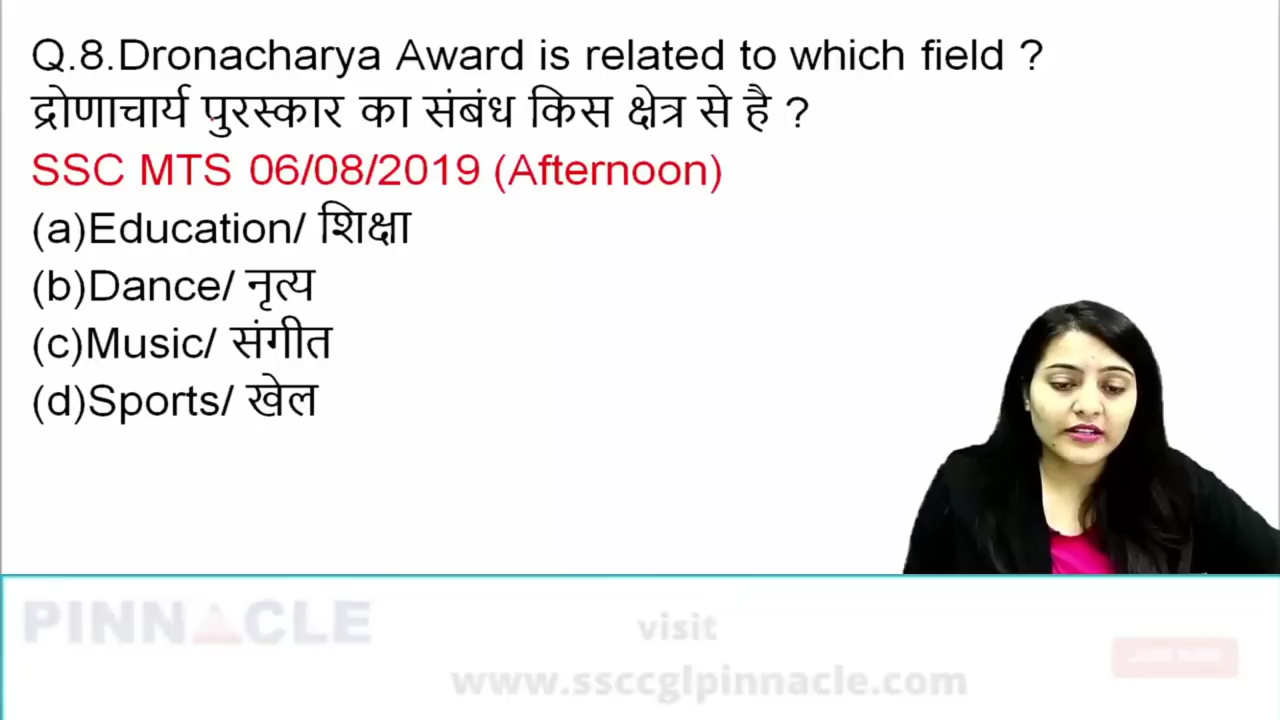 Q.8.Dronacharya Award is related to which field ?
द्रोणाचार्य पुरस्कार का संबंध किस क्षेत्र से है ?
SSC MTS 06/08/2019 (Afternoon)
(a)Education/ शिक्षा
(b)Dance/ नृत्य
(c)Music/ संगीत
(d)Sports/ खेल
PINNACLE
visit
www.ssccglpinnacle.com